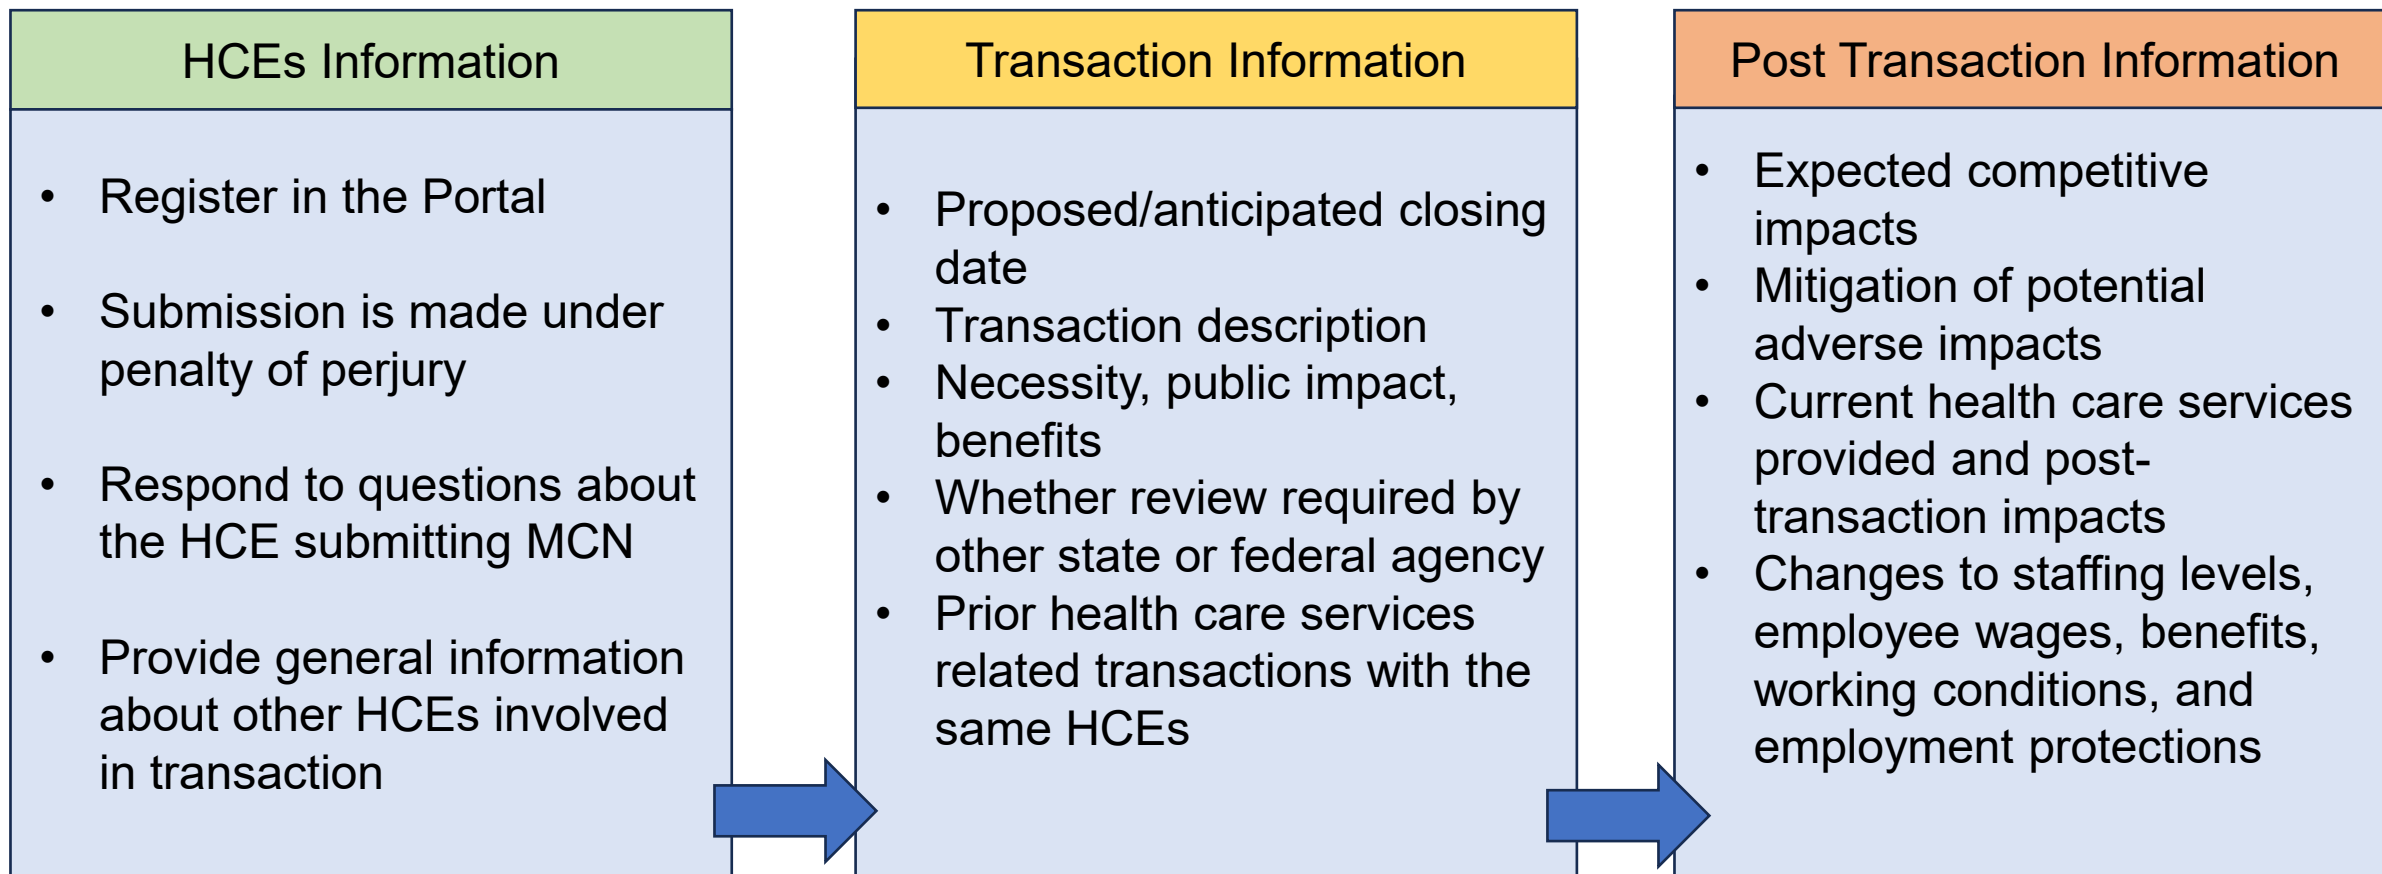 HCEs Information
• Register in the Portal
• Submission is made under
penalty of perjury
• Respond to questions about
the HCE submitting MCN
• Provide general information
about other HCEs involved
in transaction
Transaction Information
• Proposed/anticipated closing
date
• Transaction description
• Necessity, public impact,
benefits
• Whether review required by
other state or federal agency
• Prior health care services
related transactions with the
same HCEs
Post Transaction Information
• Expected competitive
impacts
• Mitigation of potential
adverse impacts
• Current health care services
provided and post-
transaction impacts
• Changes to staffing levels,
employee wages, benefits,
working conditions, and
employment protections